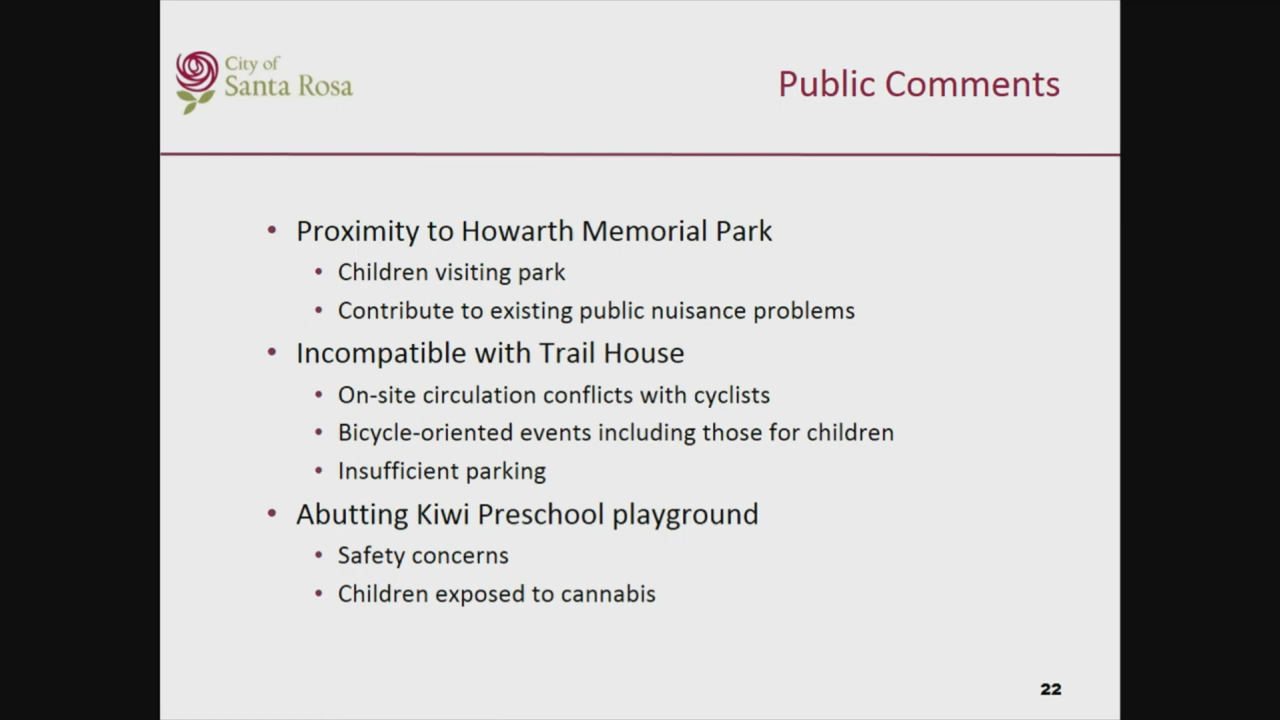 City of
Santa Rosa
Public Comments
• Proximity to Howarth Memorial Park
• Children visiting park
• Contribute to existing public nuisance problems
• Incompatible with Trail House
• On-site circulation conflicts with cyclists
• Bicycle-oriented events including those for children
• Insufficient parking
• Abutting Kiwi Preschool playground
• Safety concerns
• Children exposed to cannabis
22